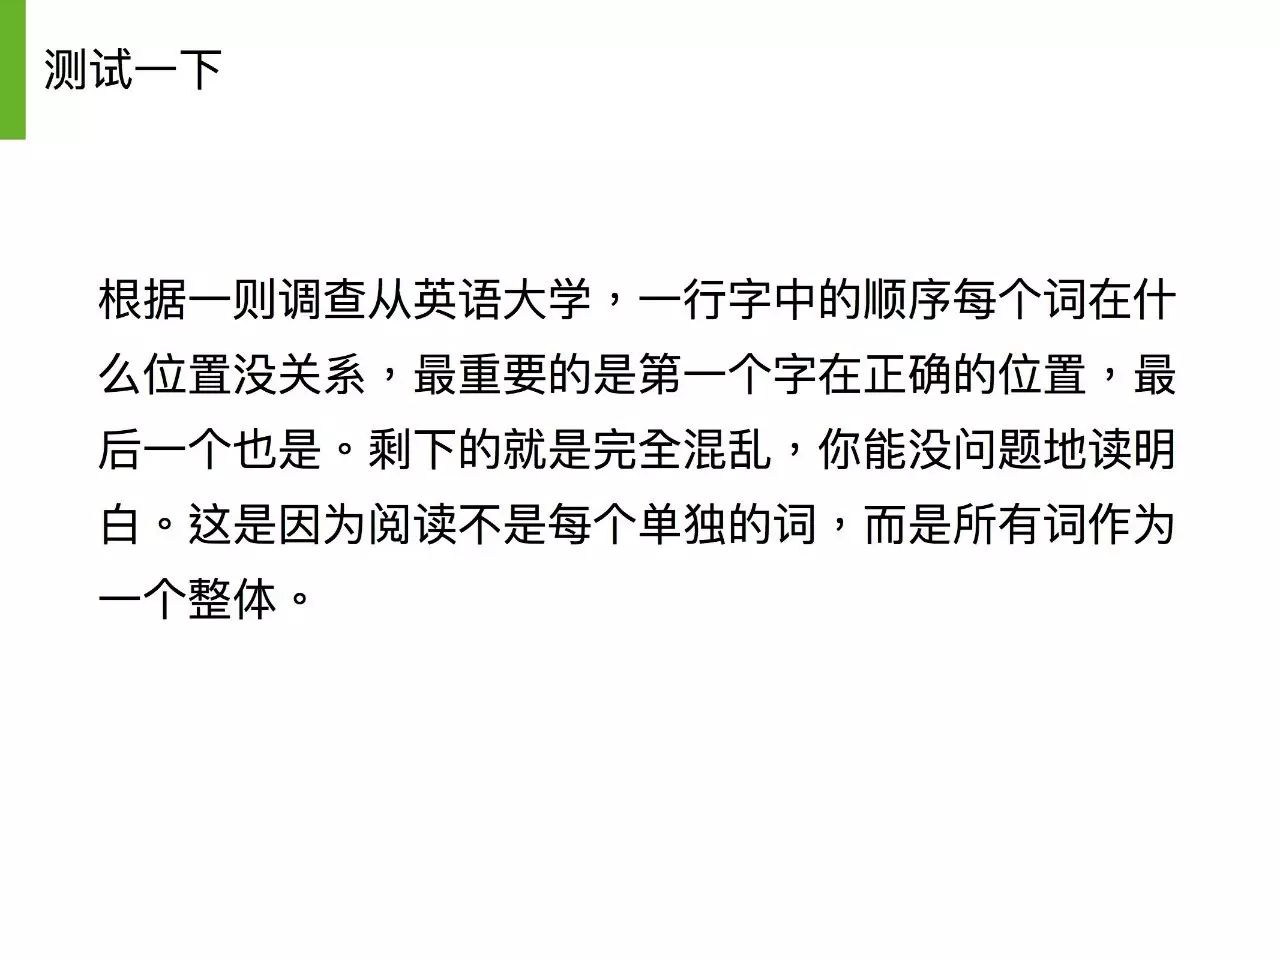 测试一下
根据一则调查从英语大学，一行字中的顺序每个词在什
么位置没关系，最重要的是第一个字在正确的位置，最
后一个也是。剩下的就是完全混乱，你能没问题地读明
白。这是因为阅读不是每个单独的词，而是所有词作为
一个整体。